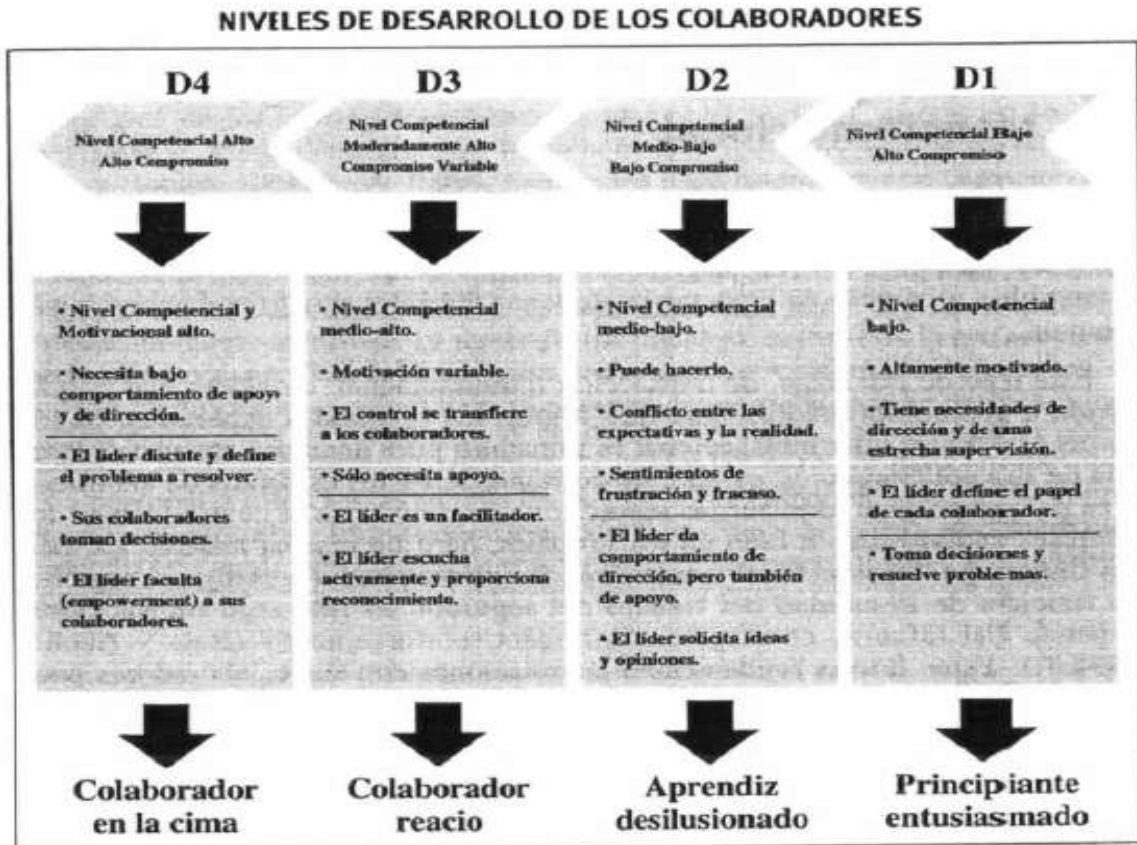 NIVELES DE DESARROLLO DE LOS COLABORADORES
D4
Nivel Competencial Alto
Alto Compromiso
D3
Nivel Competencial
Moderadamente Alto
Compromiso Variable
D2
Nivel Competencial
Medio-Bajo
Bajo Compromiso
D1
Nivel Competencial Bajo
Alto Compromiso
• Nivel Competencial y
Motivacional alto.
• Necesita bajo
comportamiento de apoyo
y de dirección.
• El líder discute y define
el problema a resolver.
• Sus colaboradores
toman decisiones.
• El líder faculta
(empowerment) a sus
colaboradores.
• Nivel Competencial
medio-alto.
• Motivación variable.
• El control se transfiere
a los colaboradores.
• Sólo necesita apoyo.
• El líder es un facilitador.
• El líder escucha
activamente y proporciona
reconocimiento.
• Nivel Competencial
medio-bajo.
• Puede hacerlo.
• Conflicto entre las
expectativas y la realidad.
• Sentimientos de
frustración y fracaso.
• El líder da
comportamiento de
dirección, pero también
de apoyo.
• El líder solicita ideas
y opiniones.
• Nivel Competencial
bajo.
• Altamente motivado.
• Tiene necesidades de
dirección y de una
estrecha supervisión.
• El líder define el papel
de cada colaborador.
• Toma decisiones y
resuelve problemas.
Colaborador
en la cima
Colaborador
reacio
Aprendiz
desilusionado
Principiante
entusiasmado